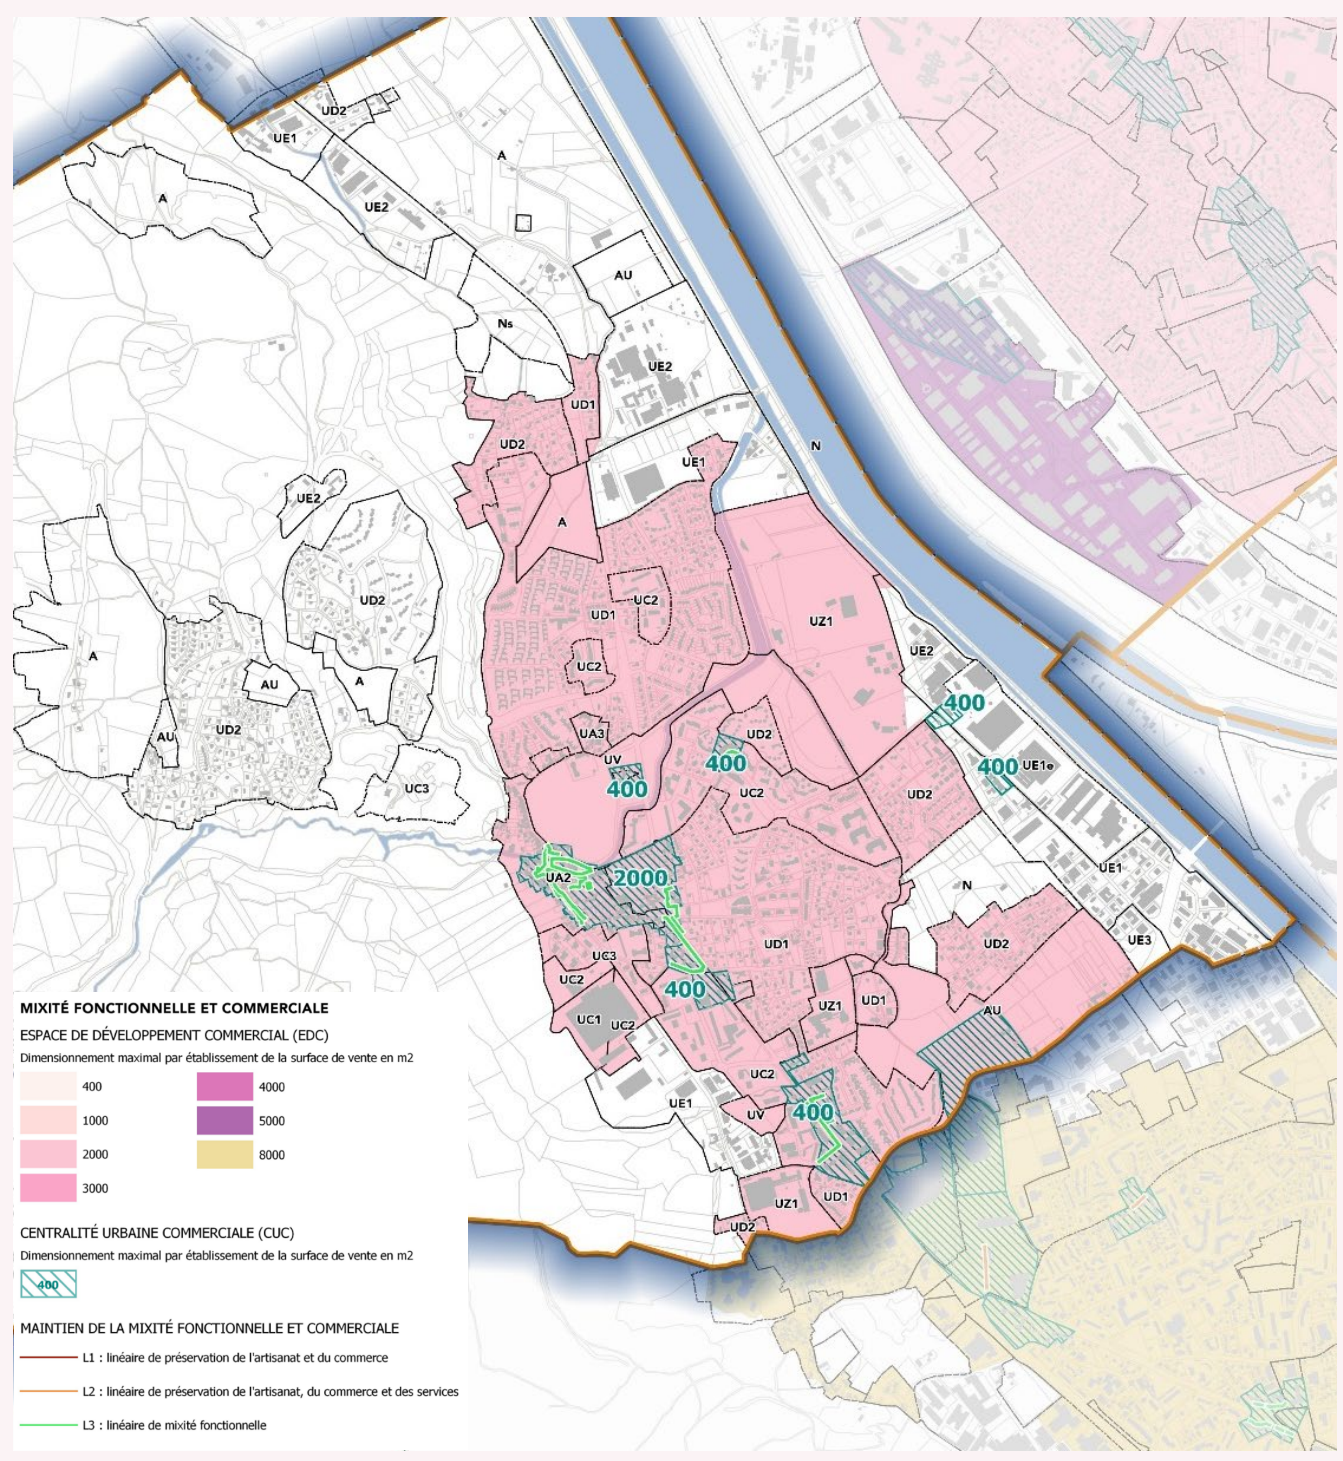 UD2
UE1
A
A
UE2
AU
Ns
UE2
UD1
UD2
N
UE1
UE2
A
UD2
UC2
UD1
UZ1
UE2
A
UC2
A
AU
400
UD2
AU
UA3
UD2
UV
400
UE1e
400
UC3
400
UC2
UD2
UE1
UA2
2000
N
UD1
UD2
UE3
UC3
UC2
400
UZ1
UD1
AU
UC1
UC2
UC2
UE1
UV
400
UZ1
UD1
UD2
MIXITÉ FONCTIONNELLE ET COMMERCIALE
ESPACE DE DÉVELOPPEMENT COMMERCIAL (EDC)
Dimensionnement maximal par établissement de la surface de vente en m2
400
4000
1000
5000
2000
8000
3000
CENTRALITÉ URBAINE COMMERCIALE (CUC)
Dimensionnement maximal par établissement de la surface de vente en m2
400
MAINTIEN DE LA MIXITÉ FONCTIONNELLE ET COMMERCIALE
L1 : linéaire de préservation de l'artisanat et du commerce
L2 : linéaire de préservation de l'artisanat, du commerce et des services
L3 : linéaire de mixité fonctionnelle